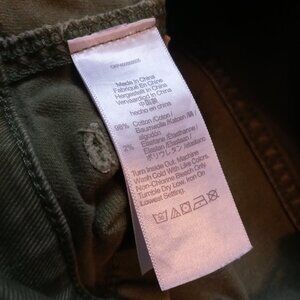 Made in China
Fabriqué En Chine
Hergestellt in China
Vervaardigd in China
中国製
hecho en china
98% Cotton/Coton/
Baumwolle/Katoen/綿/
algodón
2% Elastane/Élasthanne/
Elastan/Elastaan/
ポリウレタン/Elastano
Turn Inside Out. Machine
Wash Cold With Like Colors.
Non-Chlorine Bleach Only
Tumble Dry Low. Iron On
Lowest Setting.